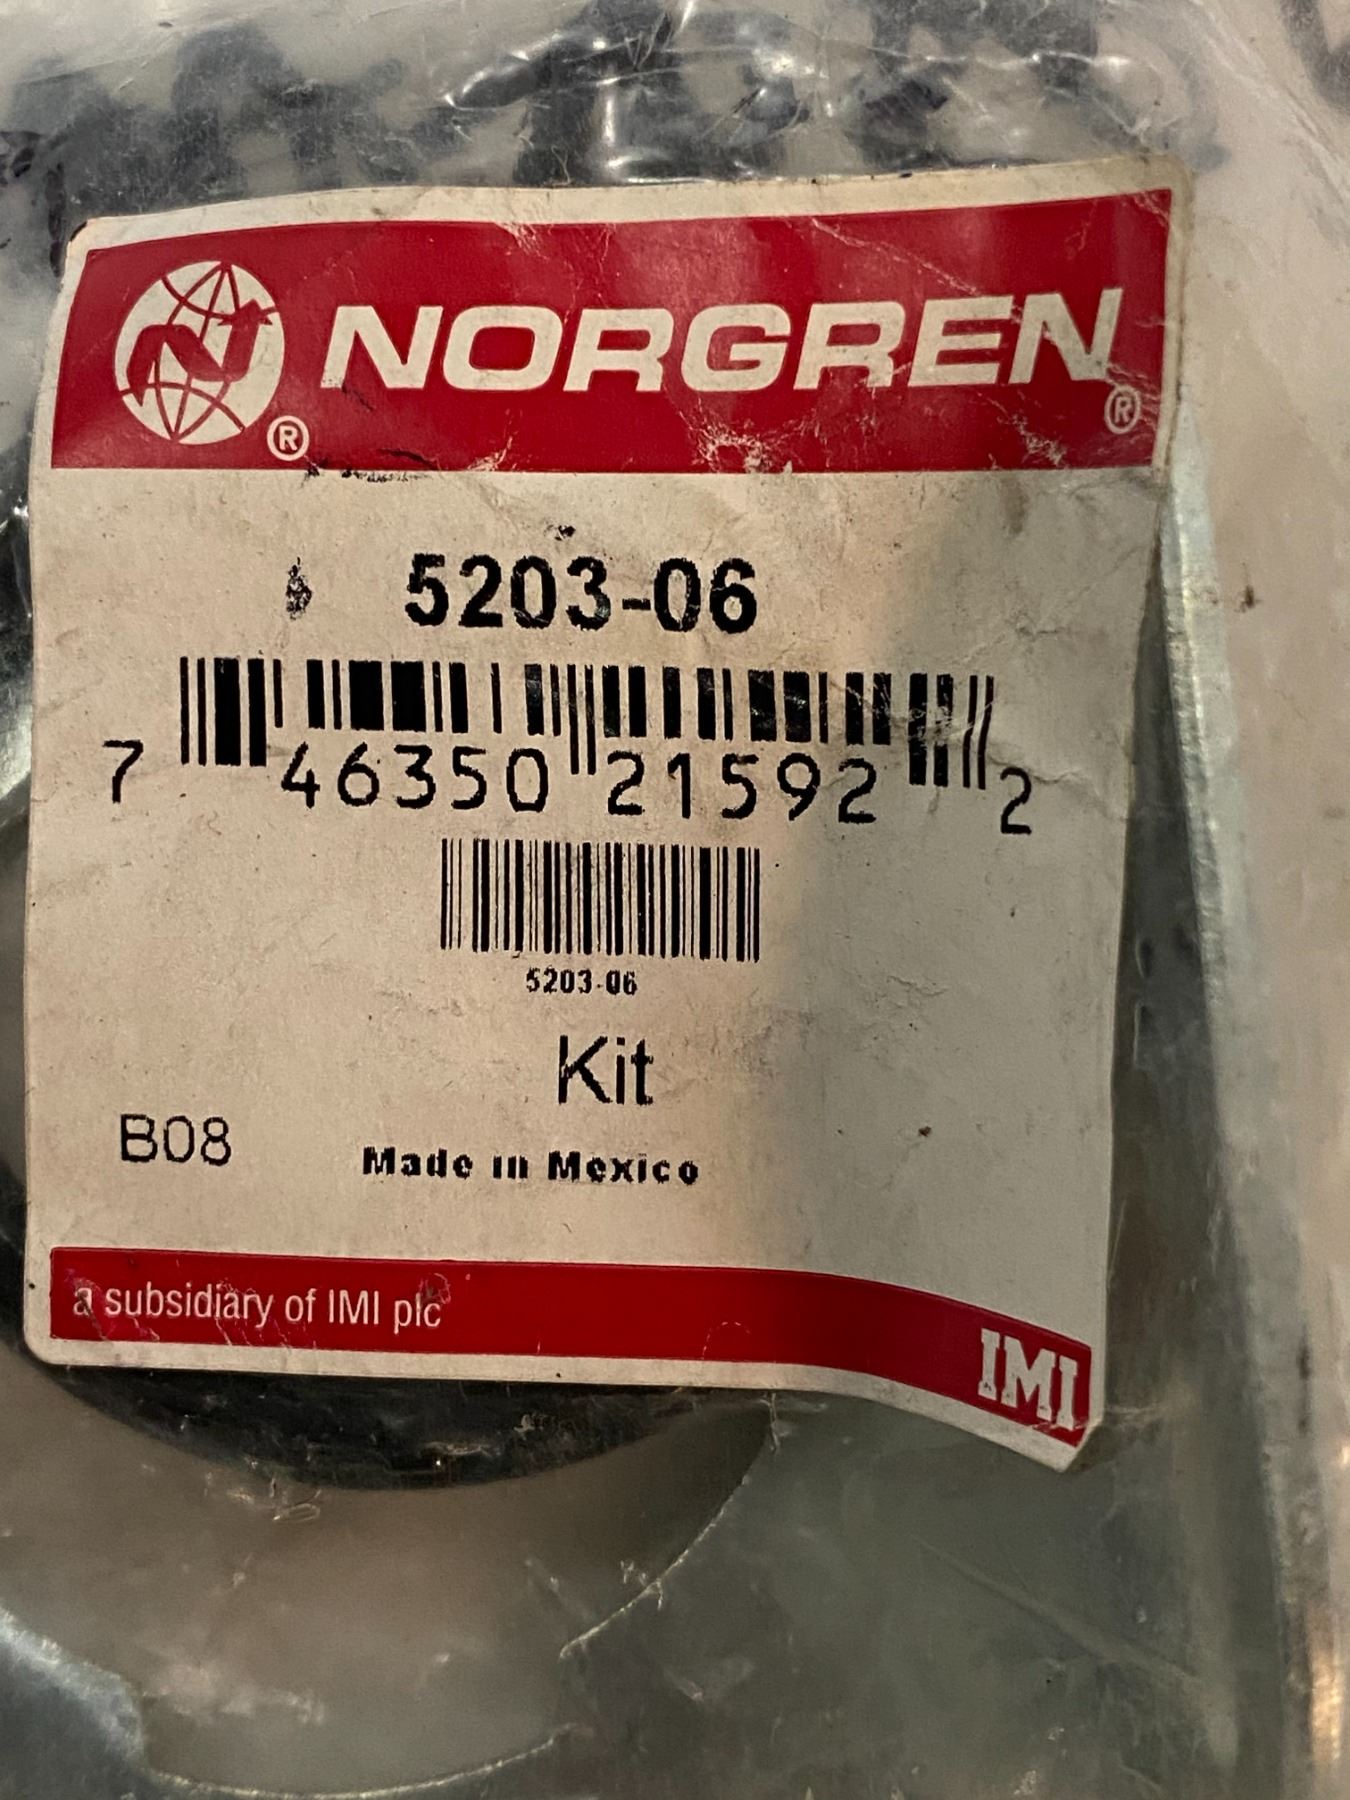 NORGREN®
5203-06
7 46350 21592 2
5203-06
Kit
B08 Made in Mexico
a subsidiary of IMI plc
IMI